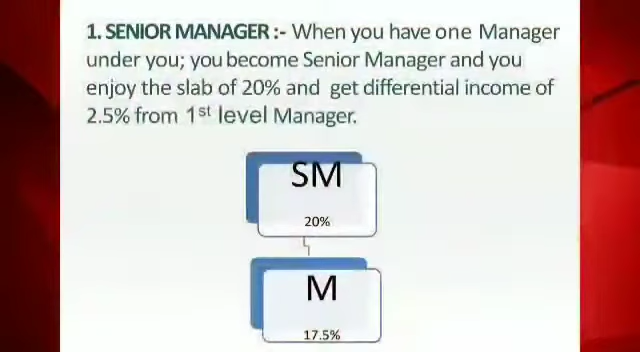 1. SENIOR MANAGER :- When you have one Manager
under you; you become Senior Manager and you
enjoy the slab of 20% and get differential income of
2.5% from 1st level Manager.
SM
20%
M
17.5%